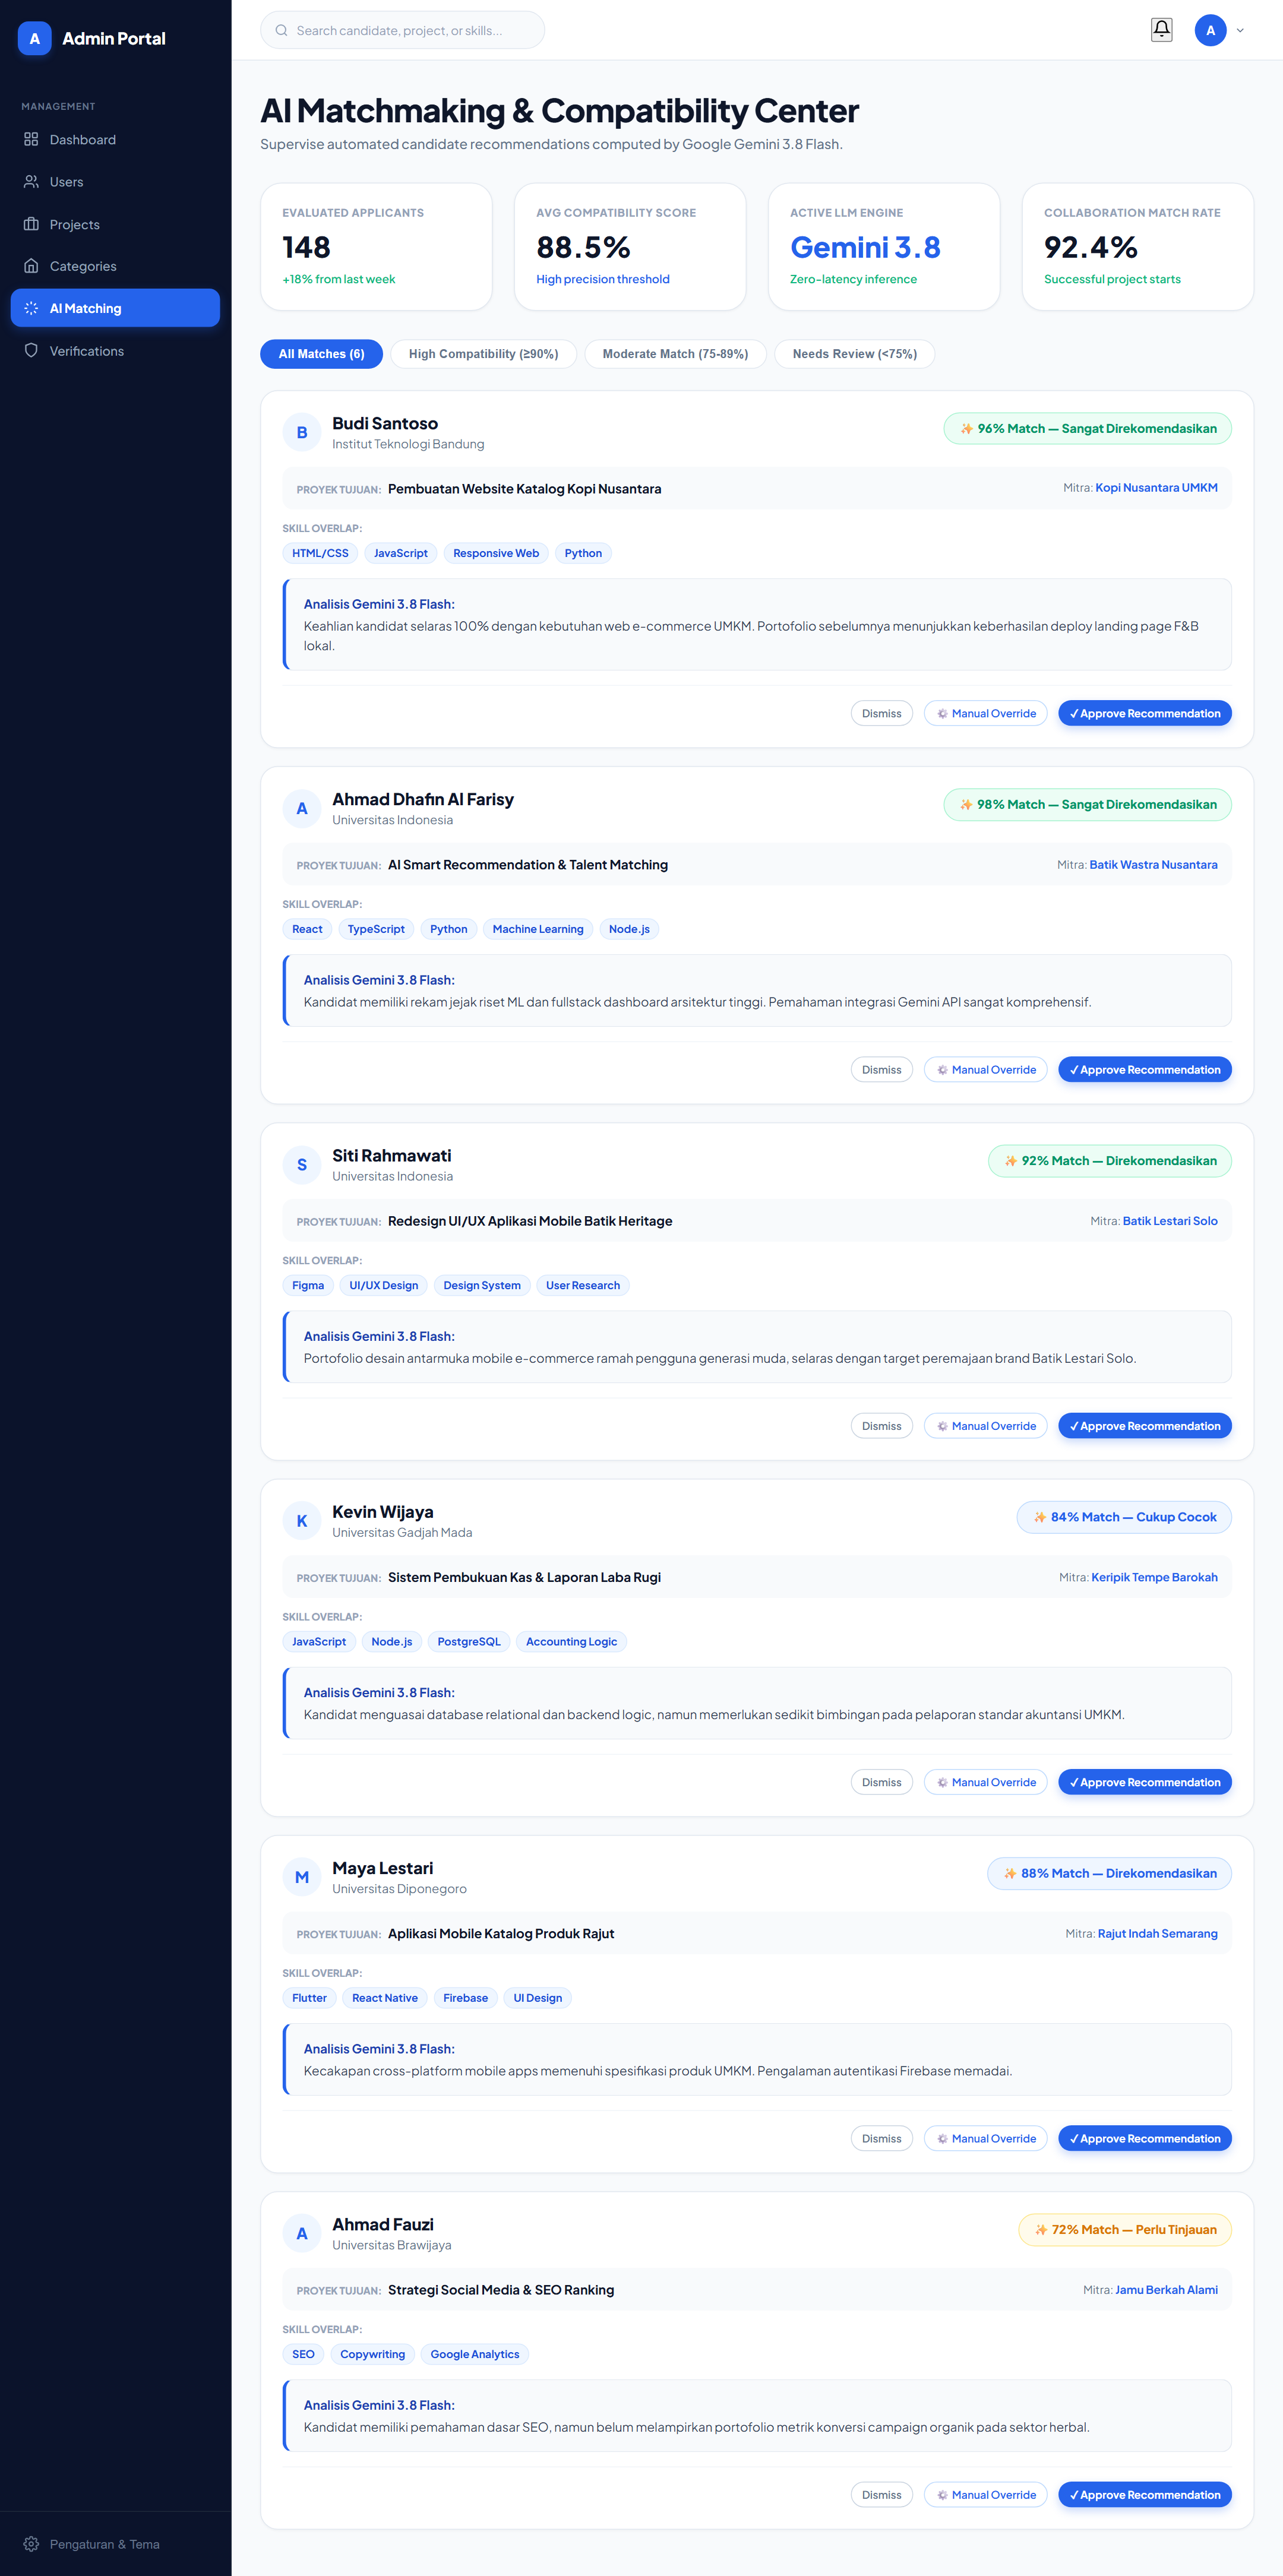 A
Admin Portal
MANAGEMENT
Dashboard
Users
Projects
Categories
AI Matching
Verifications
Pengaturan & Tema
Search candidate, project, or skills...
A
AI Matchmaking & Compatibility Center
Supervise automated candidate recommendations computed by Google Gemini 3.8 Flash.
EVALUATED APPLICANTS
148
+18% from last week
AVG COMPATIBILITY SCORE
88.5%
High precision threshold
ACTIVE LLM ENGINE
Gemini 3.8
Zero-latency inference
COLLABORATION MATCH RATE
92.4%
Successful project starts
All Matches (6)
High Compatibility (≥90%)
Moderate Match (75-89%)
Needs Review (<75%)
B
Budi Santoso
Institut Teknologi Bandung
✨ 96% Match — Sangat Direkomendasikan
PROYEK TUJUAN: Pembuatan Website Katalog Kopi Nusantara
Mitra: Kopi Nusantara UMKM
SKILL OVERLAP:
HTML/CSS JavaScript Responsive Web Python
Analisis Gemini 3.8 Flash:
Keahlian kandidat selaras 100% dengan kebutuhan web e-commerce UMKM. Portofolio sebelumnya menunjukkan keberhasilan deploy landing page F&B
lokal.
Dismiss ⚙️ Manual Override ✓ Approve Recommendation
A
Ahmad Dhafin Al Farisy
Universitas Indonesia
✨ 98% Match — Sangat Direkomendasikan
PROYEK TUJUAN: AI Smart Recommendation & Talent Matching
Mitra: Batik Wastra Nusantara
SKILL OVERLAP:
React TypeScript Python Machine Learning Node.js
Analisis Gemini 3.8 Flash:
Kandidat memiliki rekam jejak riset ML dan fullstack dashboard arsitektur tinggi. Pemahaman integrasi Gemini API sangat komprehensif.
Dismiss ⚙️ Manual Override ✓ Approve Recommendation
S
Siti Rahmawati
Universitas Indonesia
✨ 92% Match — Direkomendasikan
PROYEK TUJUAN: Redesign UI/UX Aplikasi Mobile Batik Heritage
Mitra: Batik Lestari Solo
SKILL OVERLAP:
Figma UI/UX Design Design System User Research
Analisis Gemini 3.8 Flash:
Portofolio desain antarmuka mobile e-commerce ramah pengguna generasi muda, selaras dengan target peremajaan brand Batik Lestari Solo.
Dismiss ⚙️ Manual Override ✓ Approve Recommendation
K
Kevin Wijaya
Universitas Gadjah Mada
✨ 84% Match — Cukup Cocok
PROYEK TUJUAN: Sistem Pembukuan Kas & Laporan Laba Rugi
Mitra: Keripik Tempe Barokah
SKILL OVERLAP:
JavaScript Node.js PostgreSQL Accounting Logic
Analisis Gemini 3.8 Flash:
Kandidat menguasai database relational dan backend logic, namun memerlukan sedikit bimbingan pada pelaporan standar akuntansi UMKM.
Dismiss ⚙️ Manual Override ✓ Approve Recommendation
M
Maya Lestari
Universitas Diponegoro
✨ 88% Match — Direkomendasikan
PROYEK TUJUAN: Aplikasi Mobile Katalog Produk Rajut
Mitra: Rajut Indah Semarang
SKILL OVERLAP:
Flutter React Native Firebase UI Design
Analisis Gemini 3.8 Flash:
Kecakapan cross-platform mobile apps memenuhi spesifikasi produk UMKM. Pengalaman autentikasi Firebase memadai.
Dismiss ⚙️ Manual Override ✓ Approve Recommendation
A
Ahmad Fauzi
Universitas Brawijaya
✨ 72% Match — Perlu Tinjauan
PROYEK TUJUAN: Strategi Social Media & SEO Ranking
Mitra: Jamu Berkah Alami
SKILL OVERLAP:
SEO Copywriting Google Analytics
Analisis Gemini 3.8 Flash:
Kandidat memiliki pemahaman dasar SEO, namun belum melampirkan portofolio metrik konversi campaign organik pada sektor herbal.
Dismiss ⚙️ Manual Override ✓ Approve Recommendation